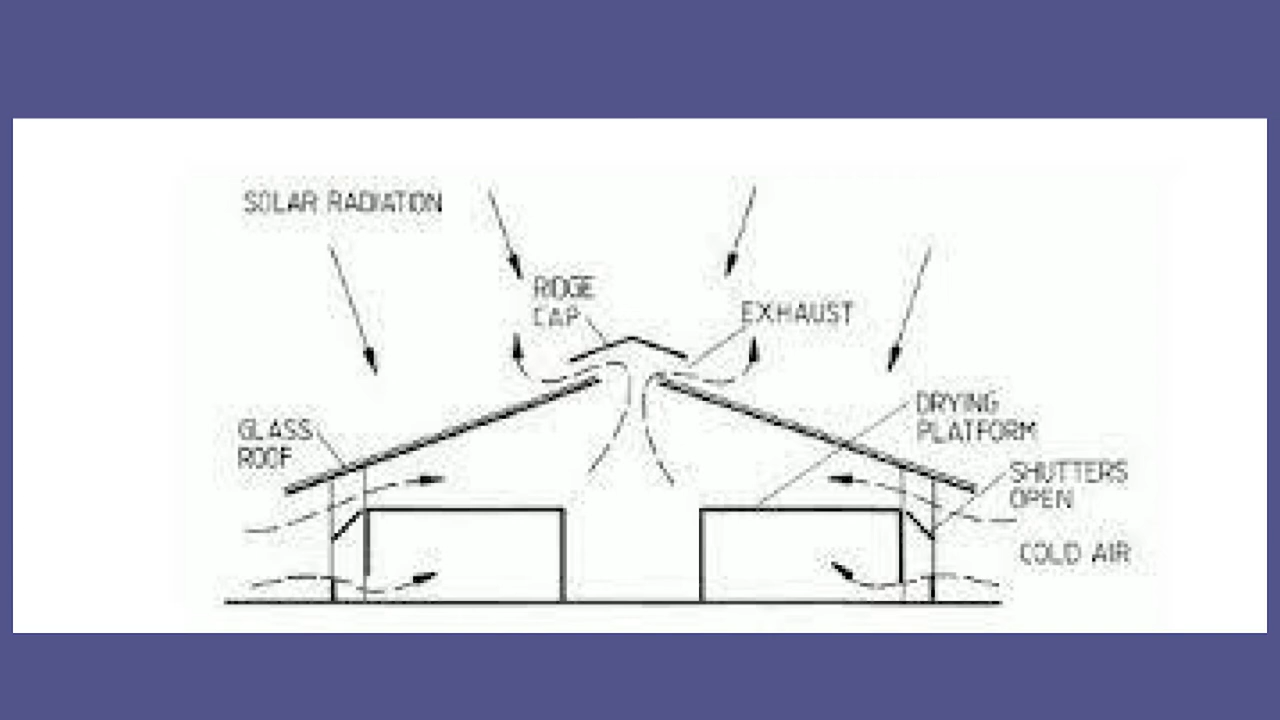 SOLAR RADIATION
RIDGE
CAP
EXHAUST
GLASS
ROOF
DRYING
PLATFORM
SHUTTERS
OPEN
COLD AIR